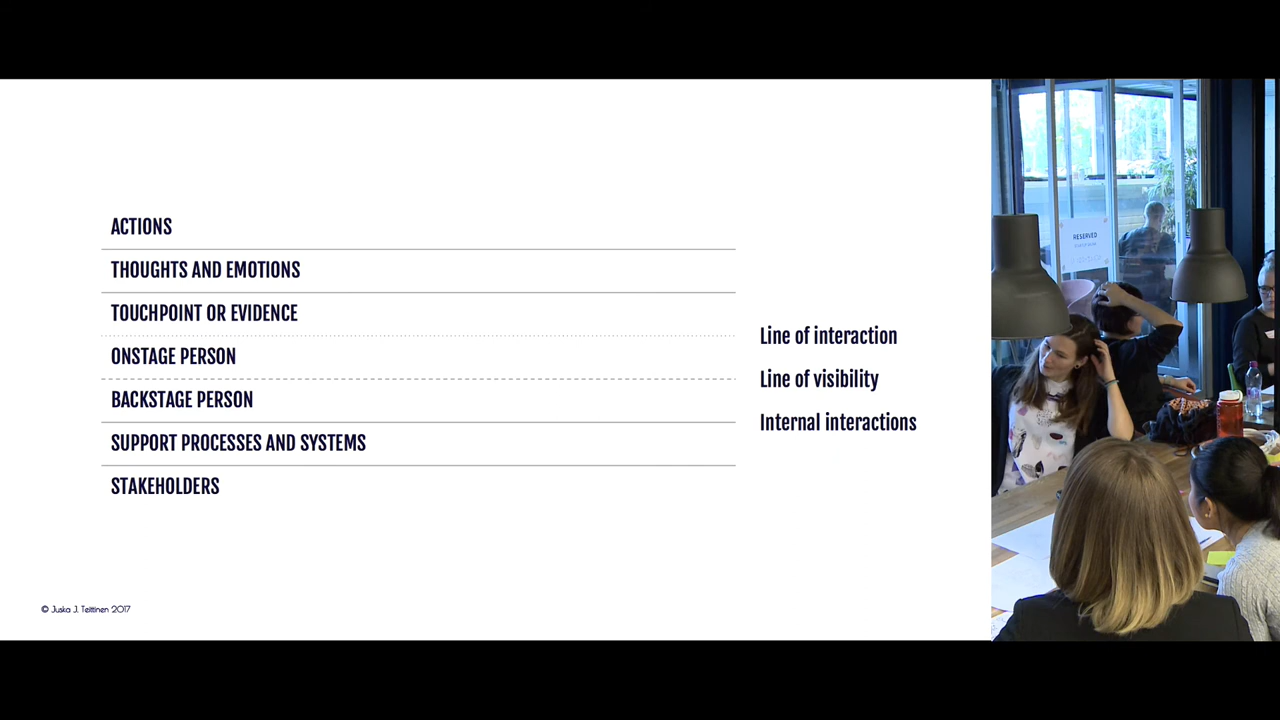 ACTIONS
THOUGHTS AND EMOTIONS
TOUCHPOINT OR EVIDENCE
Line of interaction
ONSTAGE PERSON
Line of visibility
BACKSTAGE PERSON
Internal interactions
SUPPORT PROCESSES AND SYSTEMS
STAKEHOLDERS
© Juska J. Teittinen 2017
RESERVED